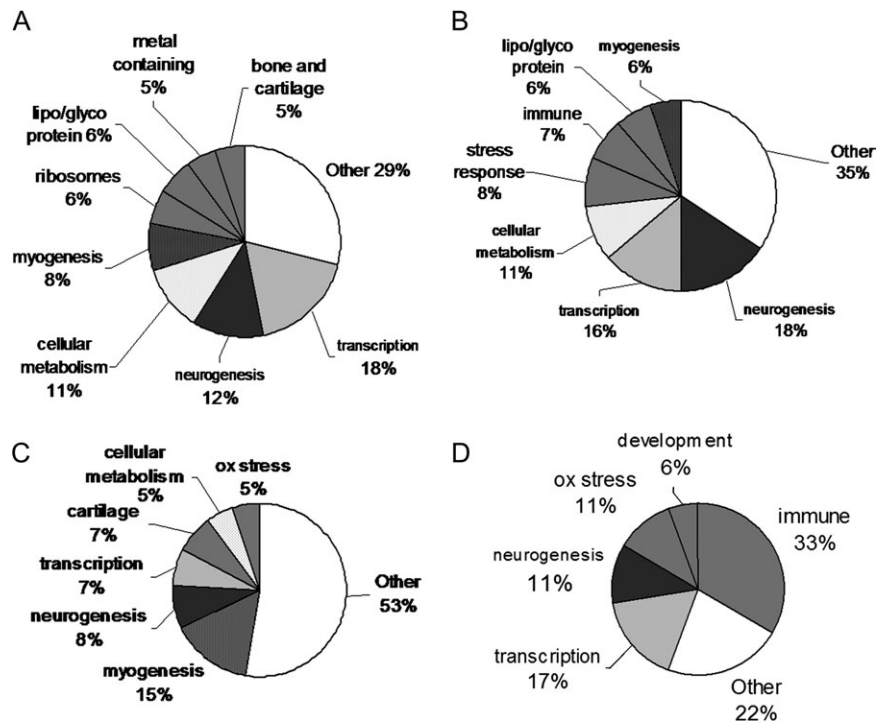 A
metal
containing
5%
bone and
cartilage
5%
lipo/glyco
protein 6%
Other 29%
ribosomes
6%
myogenesis
8%
cellular
metabolism
11%
neurogenesis
12%
transcription
18%
B
lipo/glyco
protein
6%
myogenesis
6%
immune
7%
Other
35%
stress
response
8%
cellular
metabolism
11%
transcription
16%
neurogenesis
18%
C
cellular
metabolism
5%
ox stress
5%
cartilage
7%
transcription
7%
Other
53%
neurogenesis
8%
myogenesis
15%
D
development
6%
ox stress
11%
immune
33%
neurogenesis
11%
transcription
17%
Other
22%